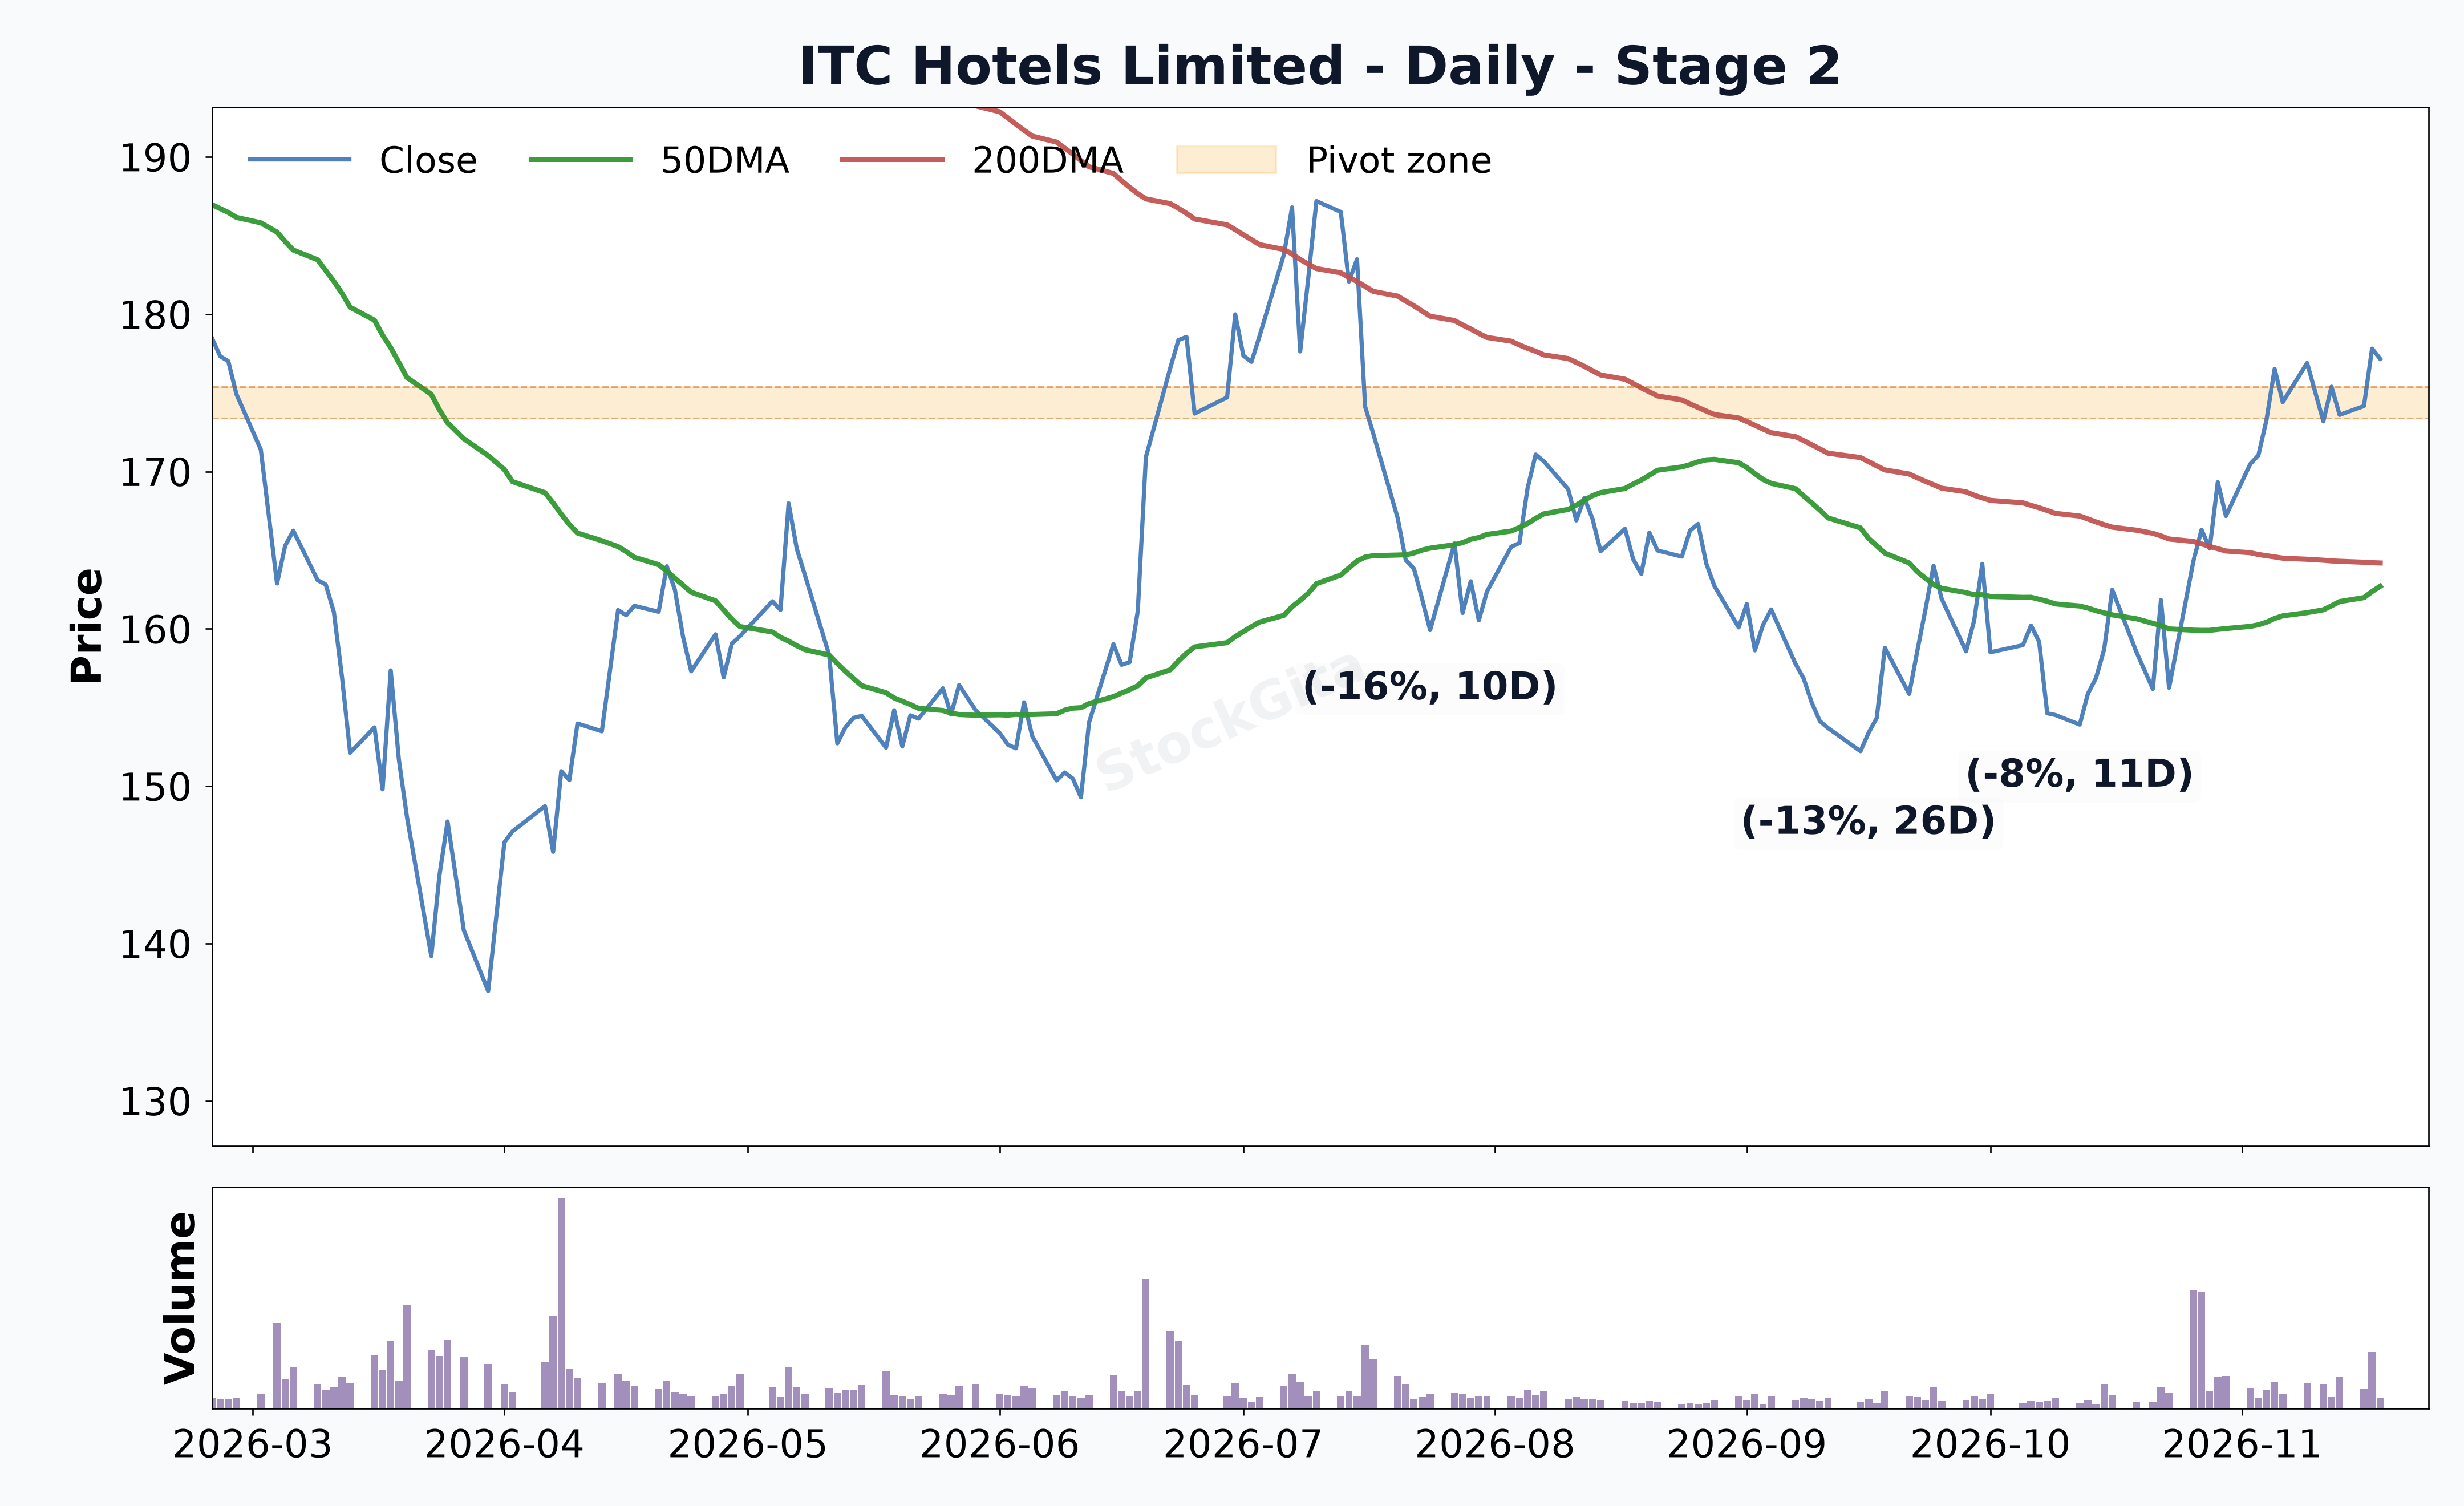 ITC Hotels Limited - Daily - Stage 2
Close 50DMA 200DMA Pivot zone
190
180
170
160
150
140
130
Price
StockGita
(-16%, 10D)
(-8%, 11D)
(-13%, 26D)
Volume
2026-03 2026-04 2026-05 2026-06 2026-07 2026-08 2026-09 2026-10 2026-11